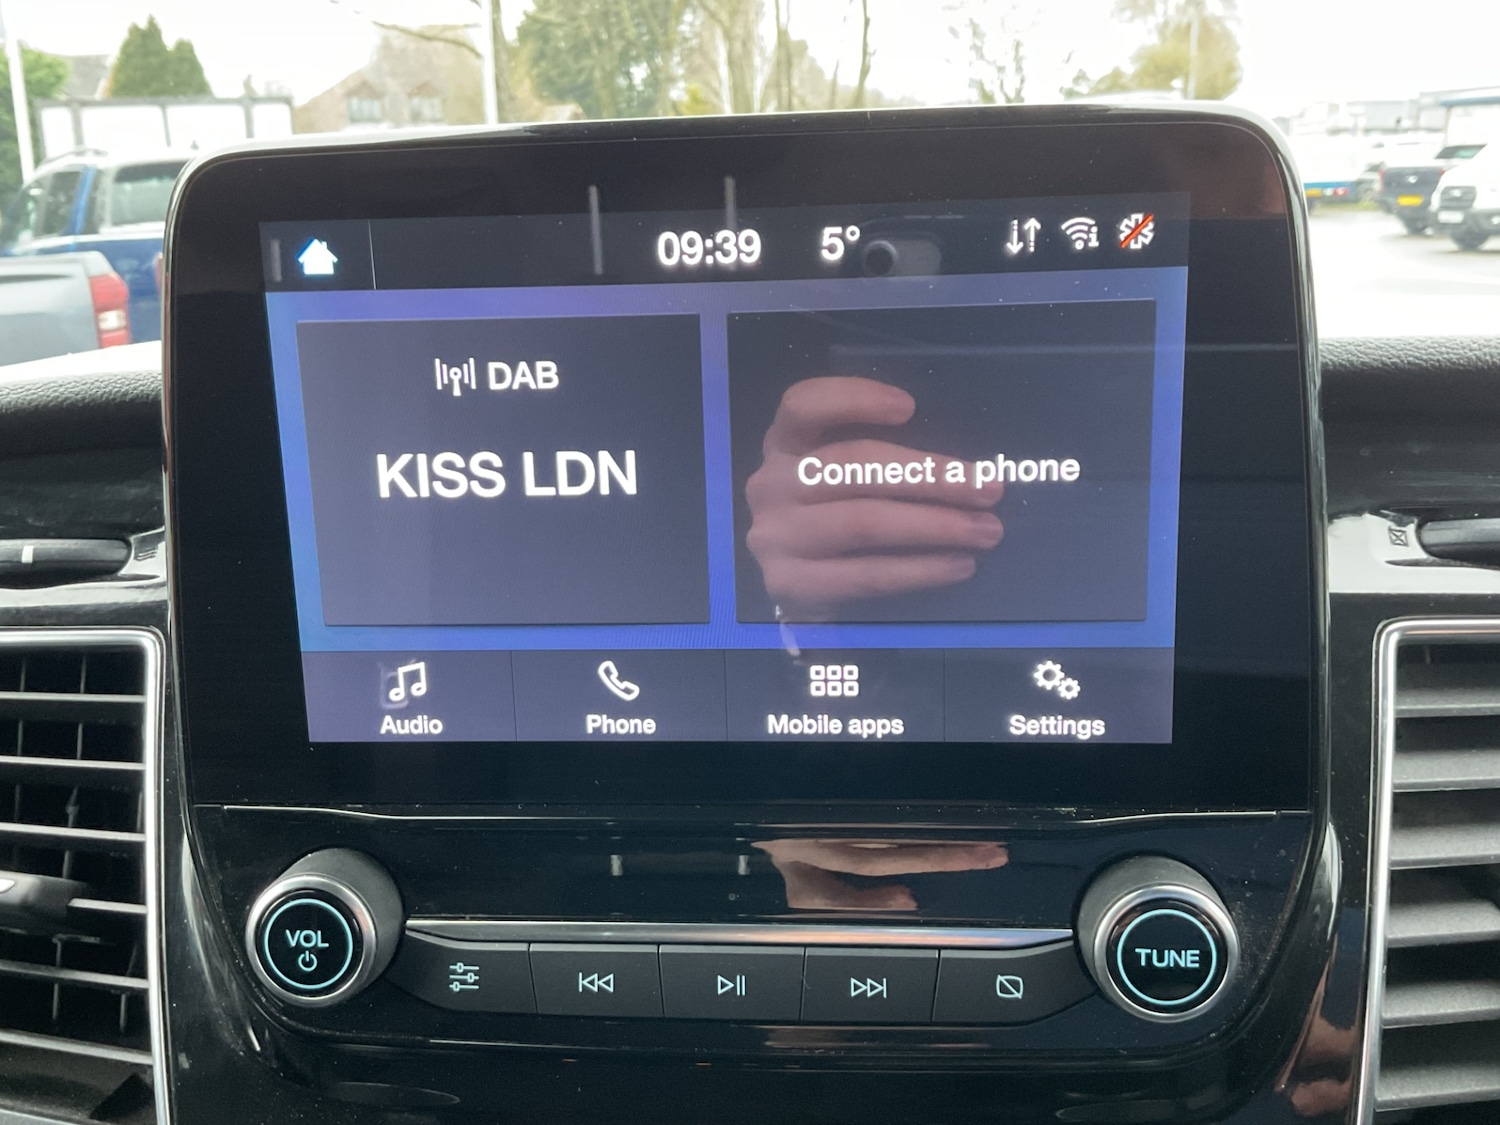 09:39 5°
DAB
KISS LDN
Connect a phone
Audio Phone Mobile apps Settings
VOL
TUNE